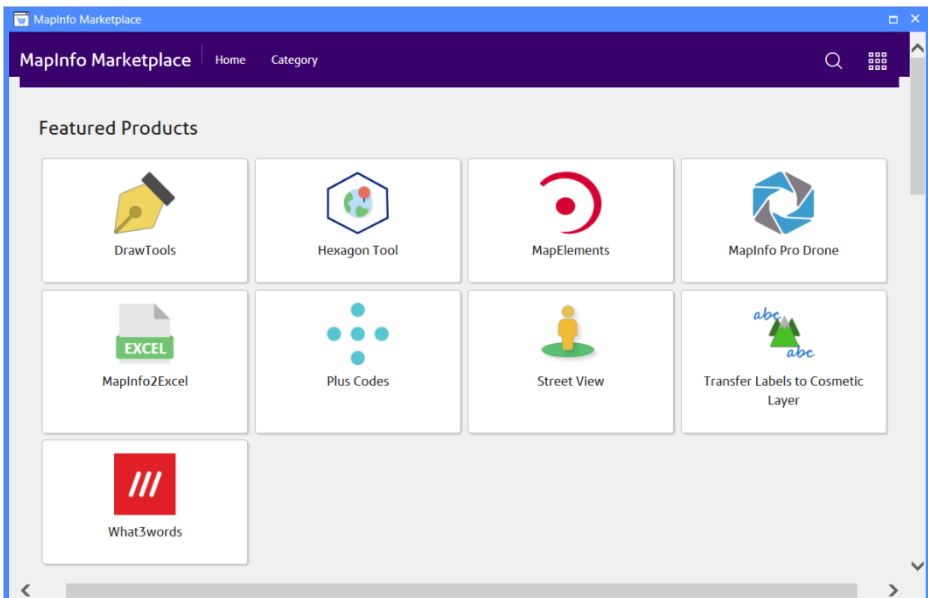 MapInfo Marketplace
MapInfo Marketplace Home Category
Featured Products
DrawTools
Hexagon Tool
MapElements
MapInfo Pro Drone
EXCEL
MapInfo2Excel
Plus Codes
Street View
abc
abc
Transfer Labels to Cosmetic
Layer
What3words